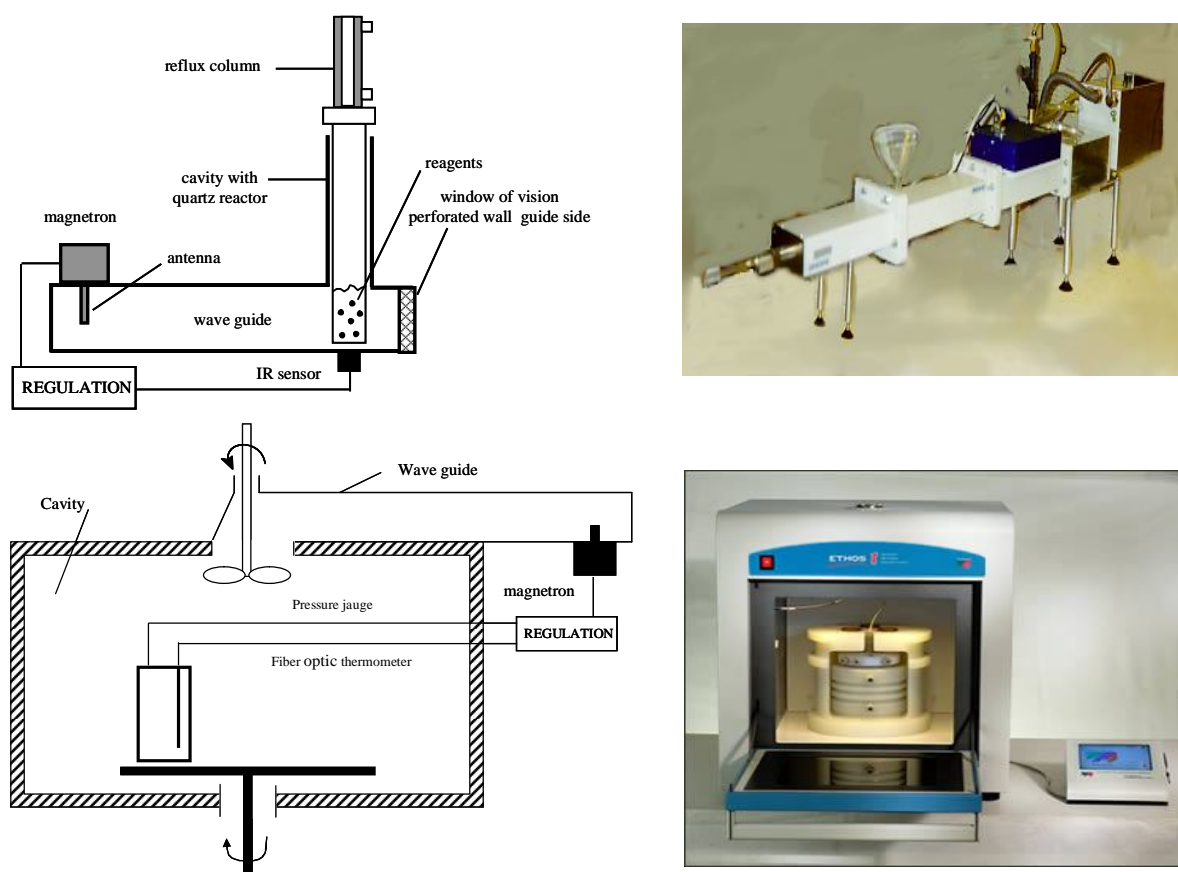 reflux column
reagents
cavity with
quartz reactor
window of vision
perforated wall guide side
magnetron
antenna
wave guide
IR sensor
REGULATION
Wave guide
Cavity
magnetron
Pressure jauge
REGULATION
Fiber optic thermometer
ETHOS 1